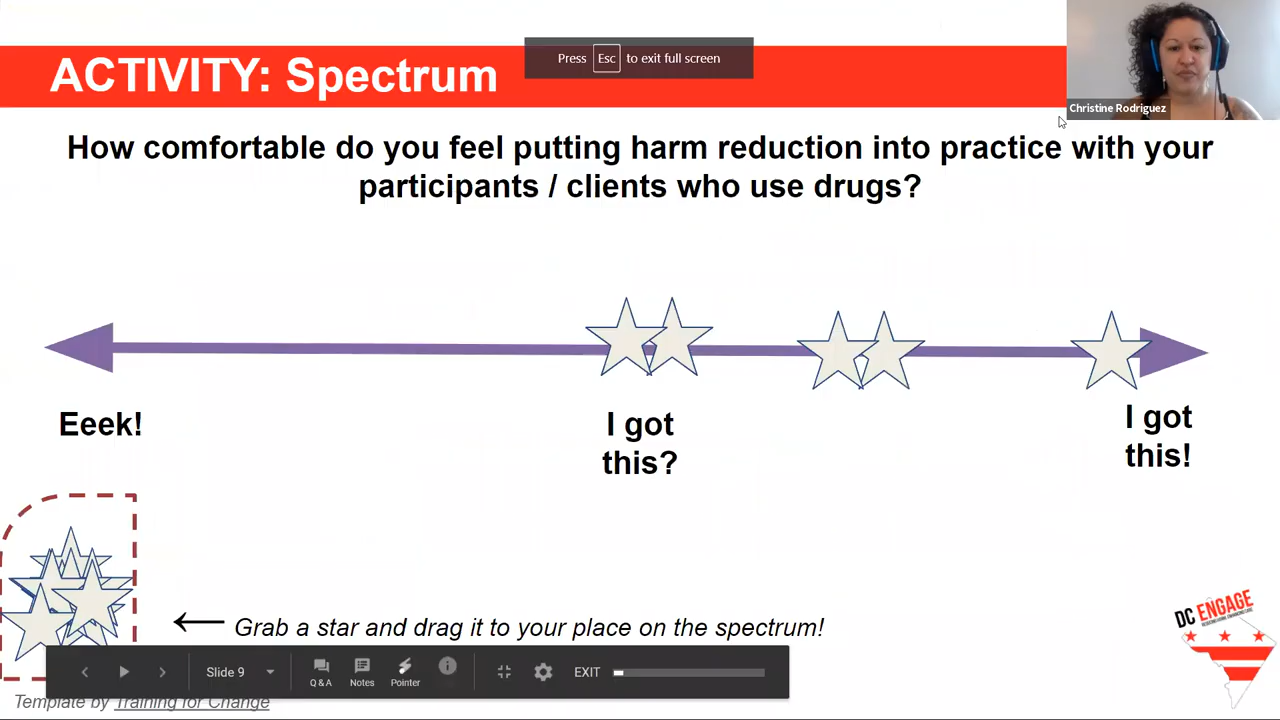 ACTIVITY: Spectrum
Press Esc to exit full screen
Christine Rodriguez
How comfortable do you feel putting harm reduction into practice with your
participants / clients who use drugs?
Eeek!
I got
this?
I got
this!
Grab a star and drag it to your place on the spectrum!
DC ENGAGE
Slide 9
Q & A
Notes
Pointer
EXIT
Template by Training for Change